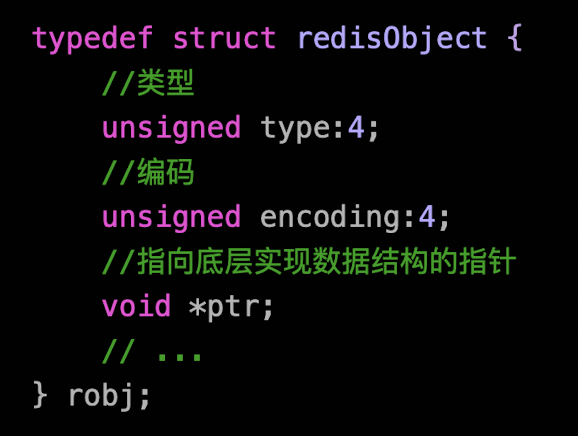 typedef struct redisObject {
    //类型
    unsigned type:4;
    //编码
    unsigned encoding:4;
    //指向底层实现数据结构的指针
    void *ptr;
    // ...
} robj;